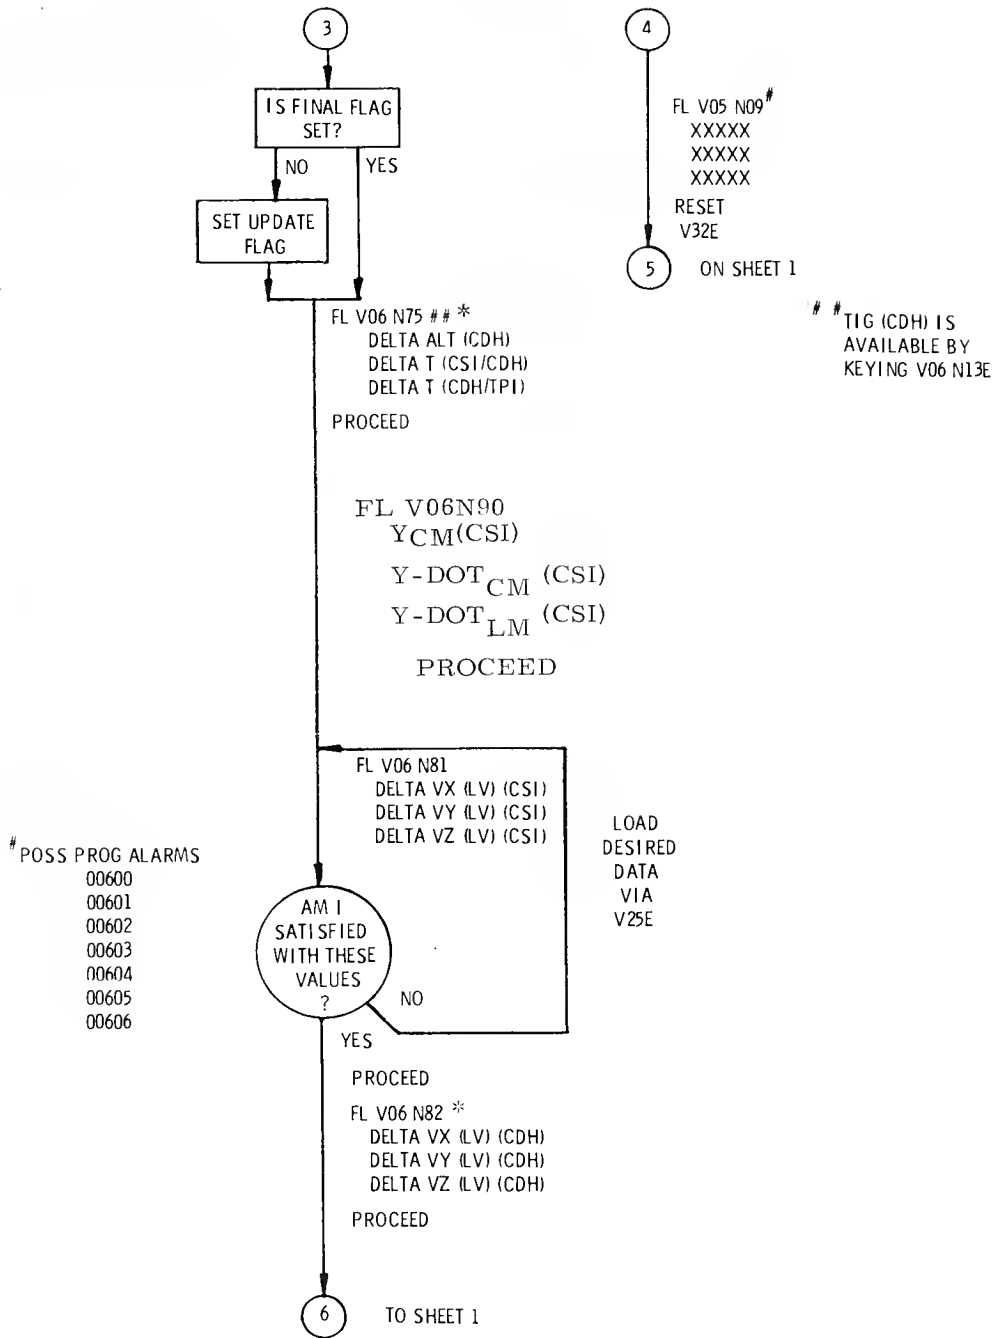 3
IS FINAL FLAG
SET?
NO
YES
SET UPDATE
FLAG
FL V06 N75 ## *
DELTA ALT (CDH)
DELTA T (CSI/CDH)
DELTA T (CDH/TPI)
PROCEED
FL V06N90
YCM(CSI)
Y-DOTCM (CSI)
Y-DOTLM (CSI)
PROCEED
FL V06 N81
DELTA VX (LV) (CSI)
DELTA VY (LV) (CSI)
DELTA VZ (LV) (CSI)
LOAD
DESIRED
DATA
VIA
V25E
#POSS PROG ALARMS
00600
00601
00602
00603
00604
00605
00606
AM I
SATISFIED
WITH THESE
VALUES
?
NO
YES
PROCEED
FL V06 N82 *
DELTA VX (LV) (CDH)
DELTA VY (LV) (CDH)
DELTA VZ (LV) (CDH)
PROCEED
6
TO SHEET 1
4
FL V05 N09#
XXXXX
XXXXX
XXXXX
RESET
V32E
5
ON SHEET 1
# #TIG (CDH) IS
AVAILABLE BY
KEYING V06 N13E